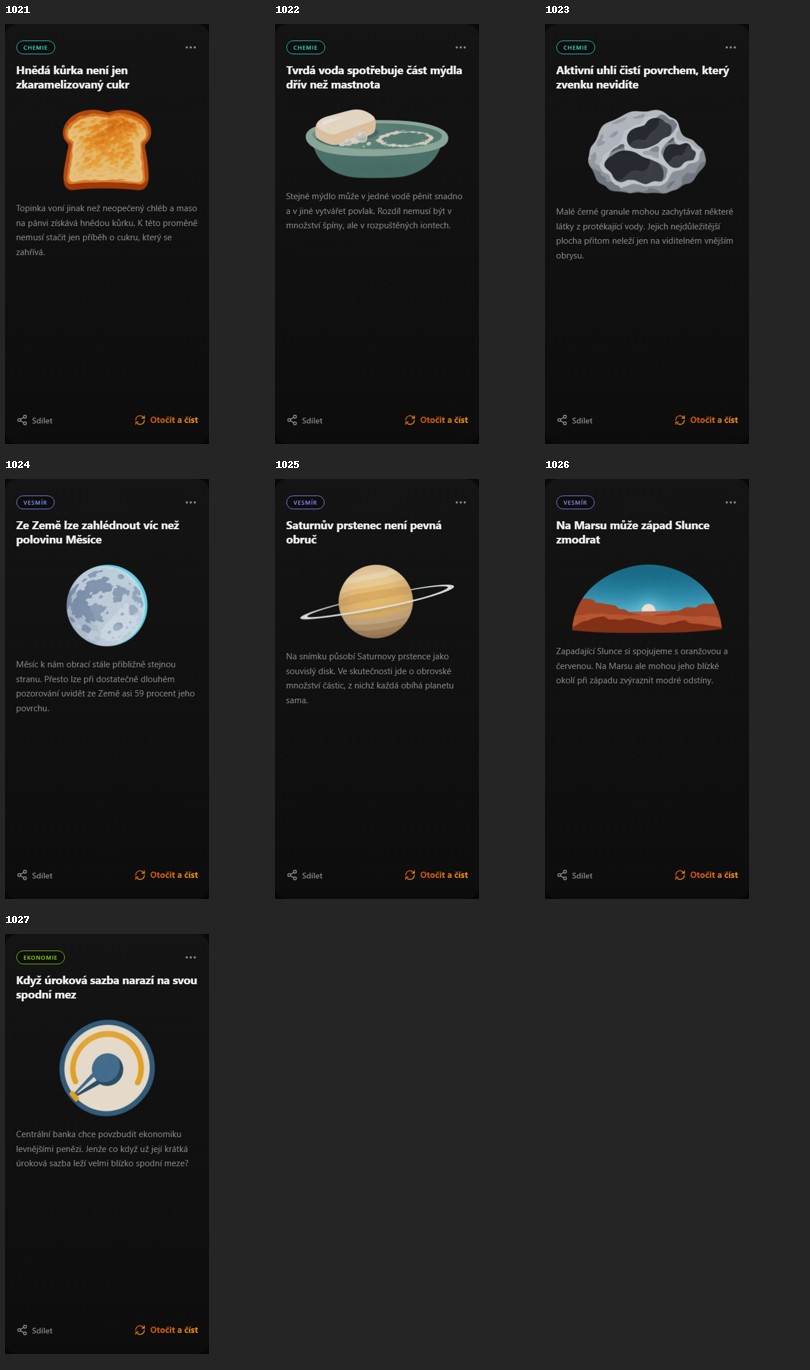 1021
CHEMIE
Hnědá kůrka není jen
zkaramelizovaný cukr
Topinka voní jinak než neopečený chléb a maso
na pánvi získává hnědou kůrku. K této proměně
nemusí stačit jen příběh o cukru, který se
zahřívá.
Sdílet
Otočit a číst
1022
CHEMIE
Tvrdá voda spotřebuje část mýdla
dřív než mastnota
Stejné mýdlo může v jedné vodě pěnit snadno
a v jiné vytvářet povlak. Rozdíl nemusí být v
množství špíny, ale v rozpuštěných iontech.
Sdílet
Otočit a číst
1023
CHEMIE
Aktivní uhlí čistí povrchem, který
zvenku nevidíte
Malé černé granule mohou zachytávat některé
látky z protékající vody. Jejich nejdůležitější
plocha přitom neleží jen na viditelném vnějším
obrysu.
Sdílet
Otočit a číst
1024
VESMÍR
Ze Země lze zahlédnout víc než
polovinu Měsíce
Měsíc k nám obrací stále přibližně stejnou
stranu. Přesto lze při dostatečně dlouhém
pozorování uvidět ze Země asi 59 procent jeho
povrchu.
Sdílet
Otočit a číst
1025
VESMÍR
Saturnův prstenec není pevná
obruč
Na snímku působí Saturnovy prstence jako
souvislý disk. Ve skutečnosti jde o obrovské
množství částic, z nichž každá obíhá planetu
sama.
Sdílet
Otočit a číst
1026
VESMÍR
Na Marsu může západ Slunce
zmodrat
Zapadající Slunce si spojujeme s oranžovou a
červenou. Na Marsu ale mohou jeho blízké
okolí při západu zvýraznit modré odstíny.
Sdílet
Otočit a číst
1027
EKONOMIE
Když úroková sazba narazí na svou
spodní mez
Centrální banka chce povzbudit ekonomiku
levnějšími penězi. Jenže co když už její krátká
úroková sazba leží velmi blízko spodní meze?
Sdílet
Otočit a číst